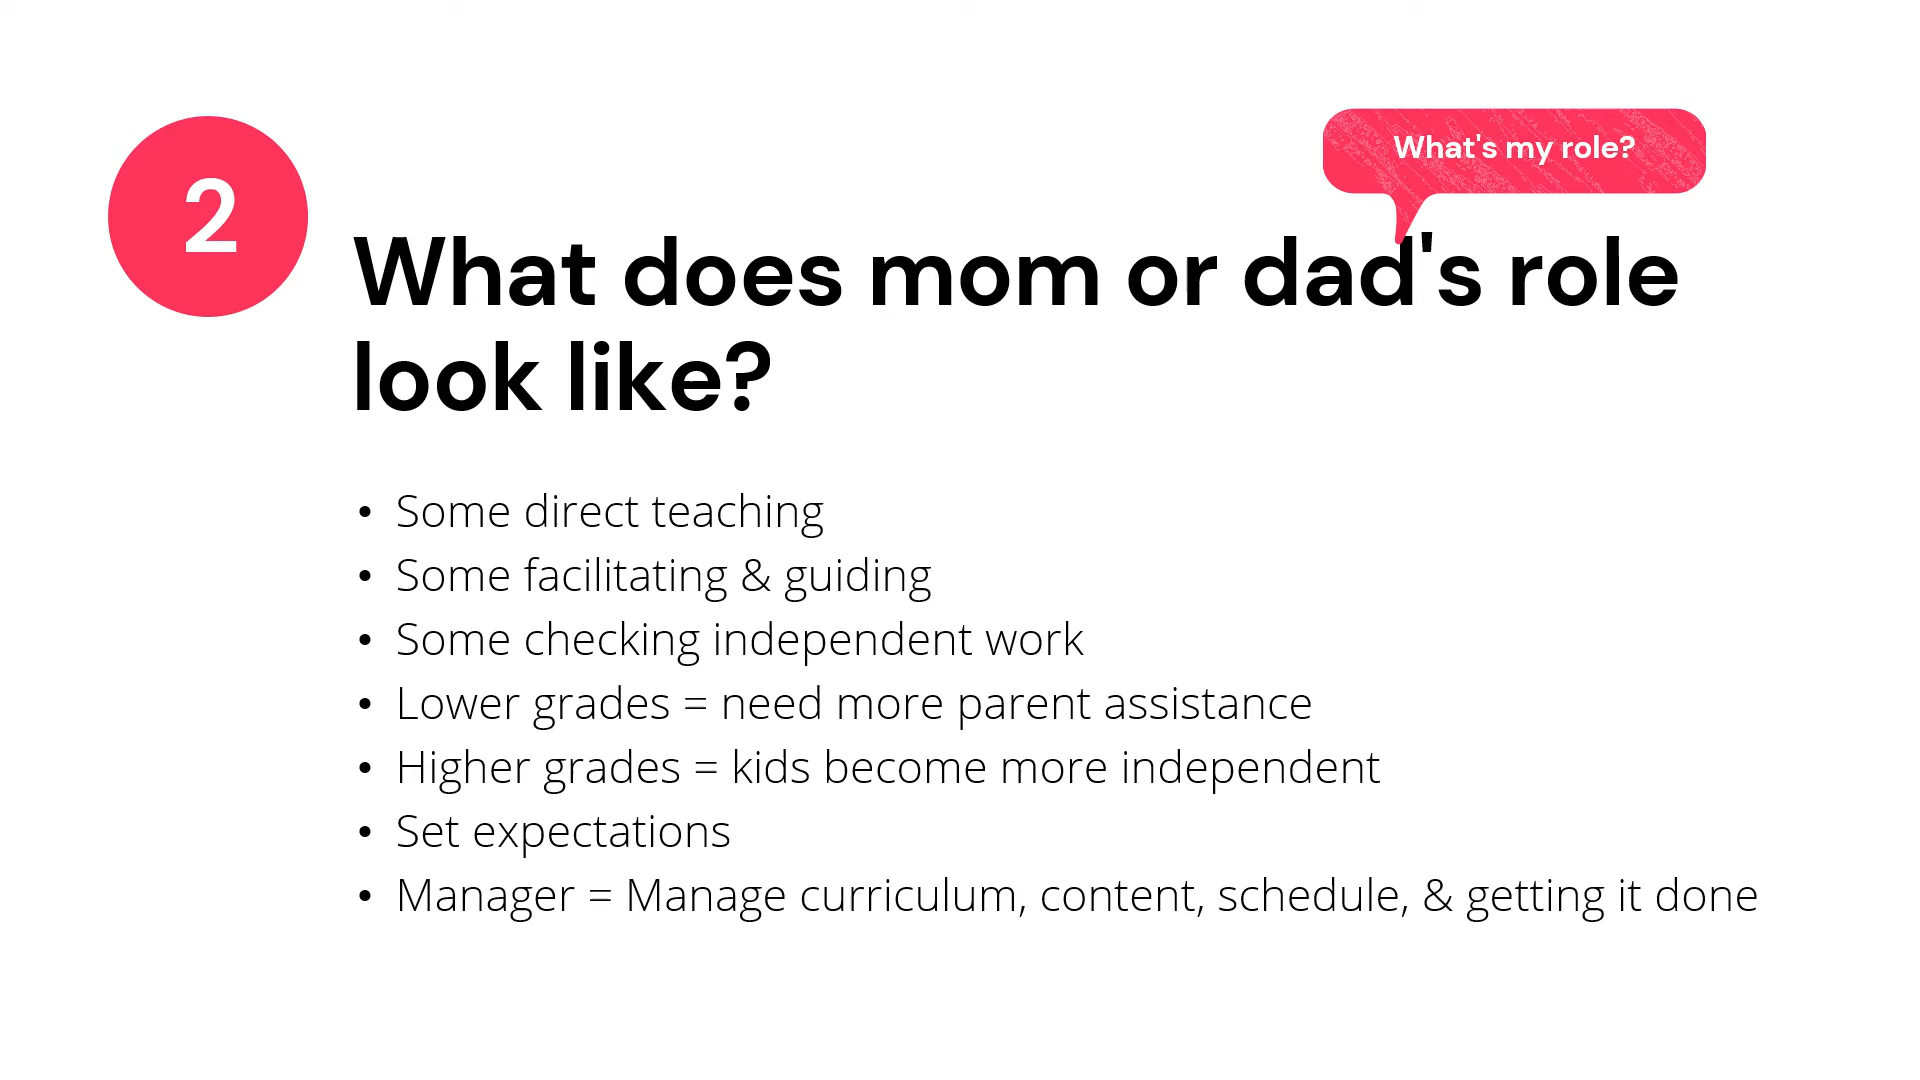 2
What's my role?
What does mom or dad's role
look like?
• Some direct teaching
• Some facilitating & guiding
• Some checking independent work
• Lower grades = need more parent assistance
• Higher grades = kids become more independent
• Set expectations
• Manager = Manage curriculum, content, schedule, & getting it done